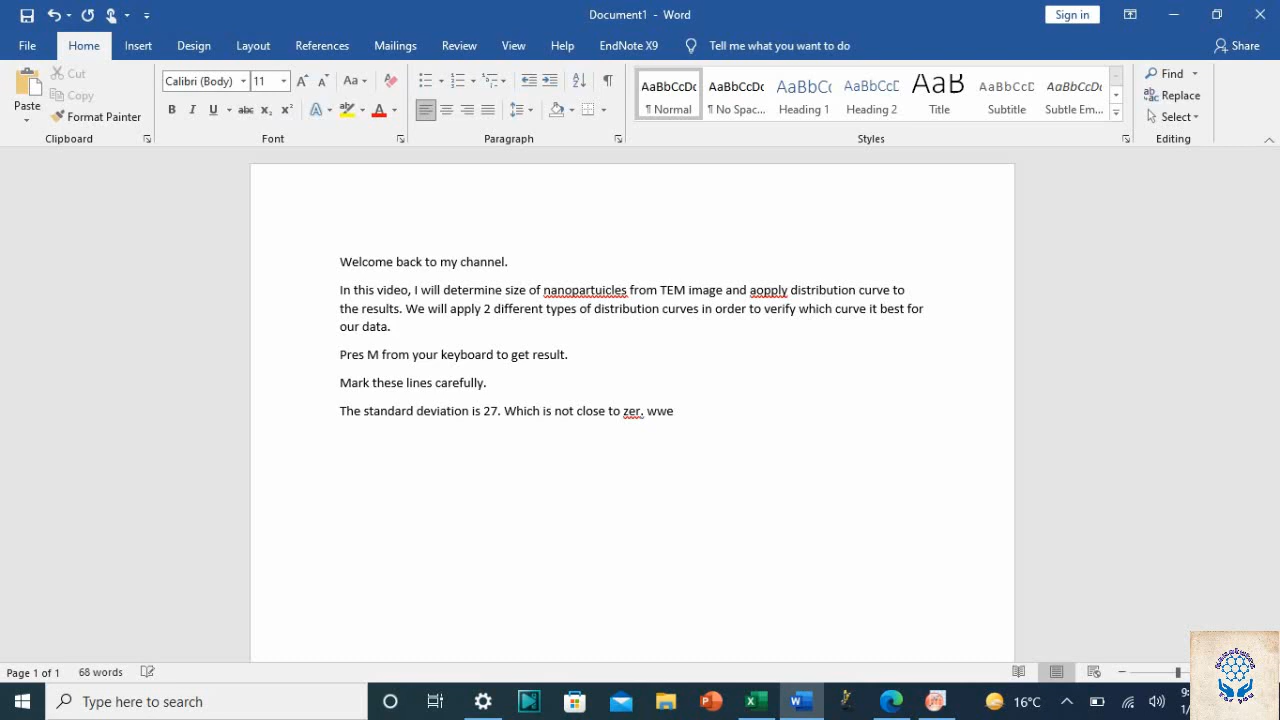 Document1 - Word
Sign in
File Home Insert Design Layout References Mailings Review View Help EndNote X9 Tell me what you want to do Share
Paste
Cut
Copy
Format Painter
Clipboard
Calibri (Body) 11
Font
Paragraph
AaBbCcDc AaBbCcDc AaBbC( AaBbCcD AaB AaBbCcD AaBbCcDc
¶ Normal ¶ No Spac... Heading 1 Heading 2 Title Subtitle Subtle Em...
Styles
Find
Replace
Select
Editing
Welcome back to my channel.
In this video, I will determine size of nanopartuicles from TEM image and aopply distribution curve to
the results. We will apply 2 different types of distribution curves in order to verify which curve it best for
our data.
Pres M from your keyboard to get result.
Mark these lines carefully.
The standard deviation is 27. Which is not close to zer, wwe
Page 1 of 1 68 words
Type here to search
16°C